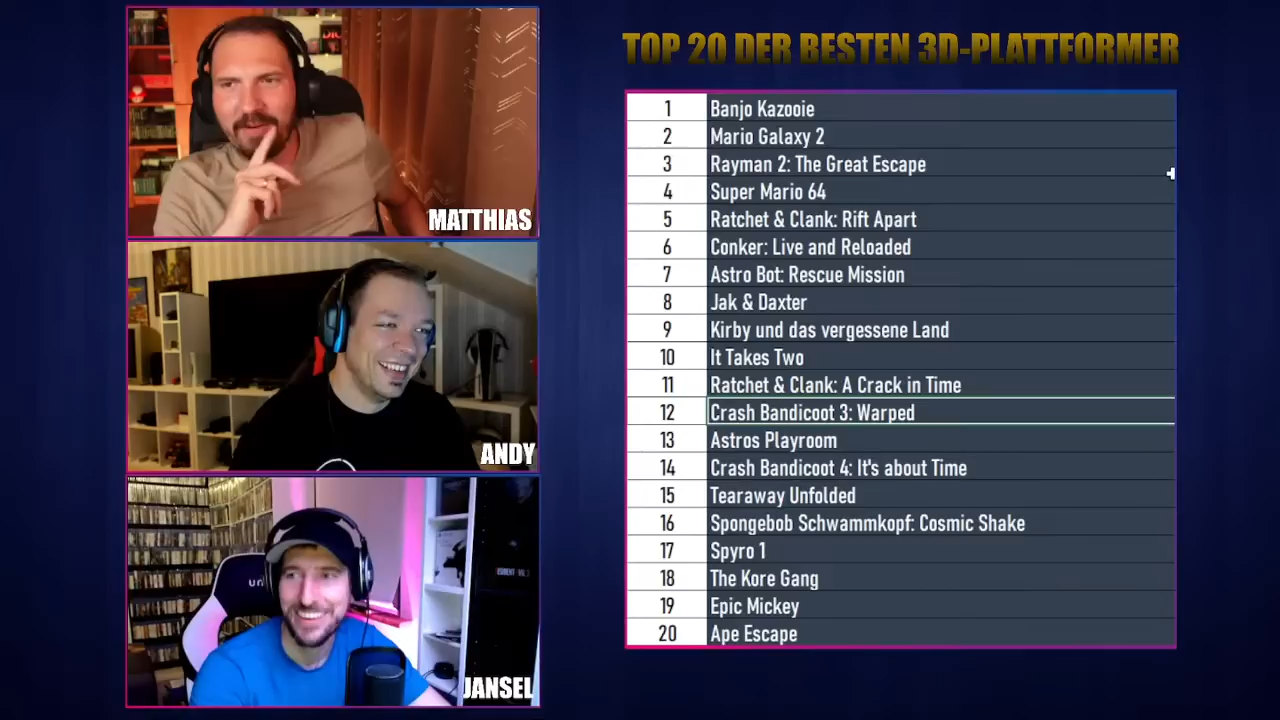 TOP 20 DER BESTEN 3D-PLATTFORMER
MATTHIAS
ANDY
JANSEL
un
1 Banjo Kazooie
2 Mario Galaxy 2
3 Rayman 2: The Great Escape
4 Super Mario 64
5 Ratchet & Clank: Rift Apart
6 Conker: Live and Reloaded
7 Astro Bot: Rescue Mission
8 Jak & Daxter
9 Kirby und das vergessene Land
10 It Takes Two
11 Ratchet & Clank: A Crack in Time
12 Crash Bandicoot 3: Warped
13 Astros Playroom
14 Crash Bandicoot 4: It's about Time
15 Tearaway Unfolded
16 Spongebob Schwammkopf: Cosmic Shake
17 Spyro 1
18 The Kore Gang
19 Epic Mickey
20 Ape Escape